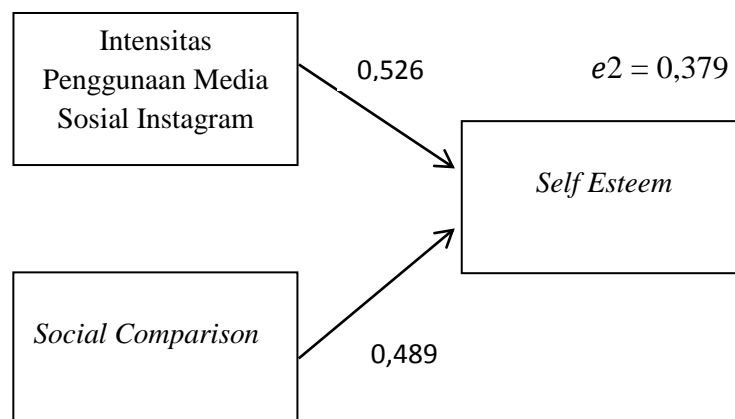 Intensitas
Penggunaan Media
Sosial Instagram
0,526
e2 = 0,379
Self Esteem
Social Comparison
0,489